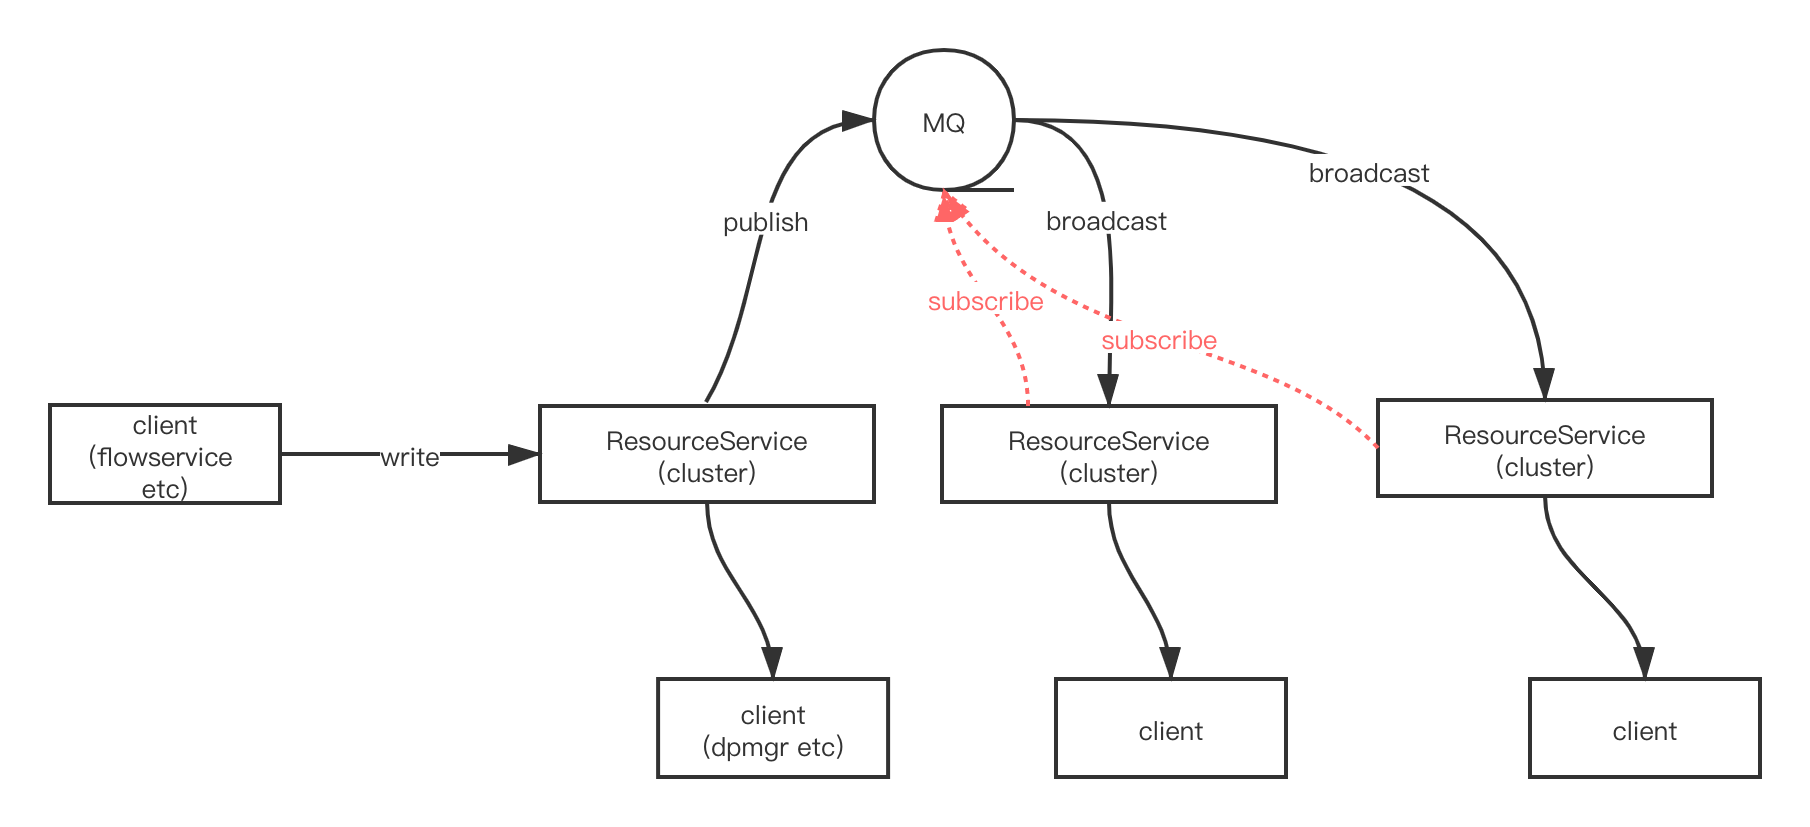 MQ
broadcast
publish
broadcast
subscribe
subscribe
client
(flowservice
etc)
write
ResourceService
(cluster)
ResourceService
(cluster)
ResourceService
(cluster)
client
(dpmgr etc)
client
client